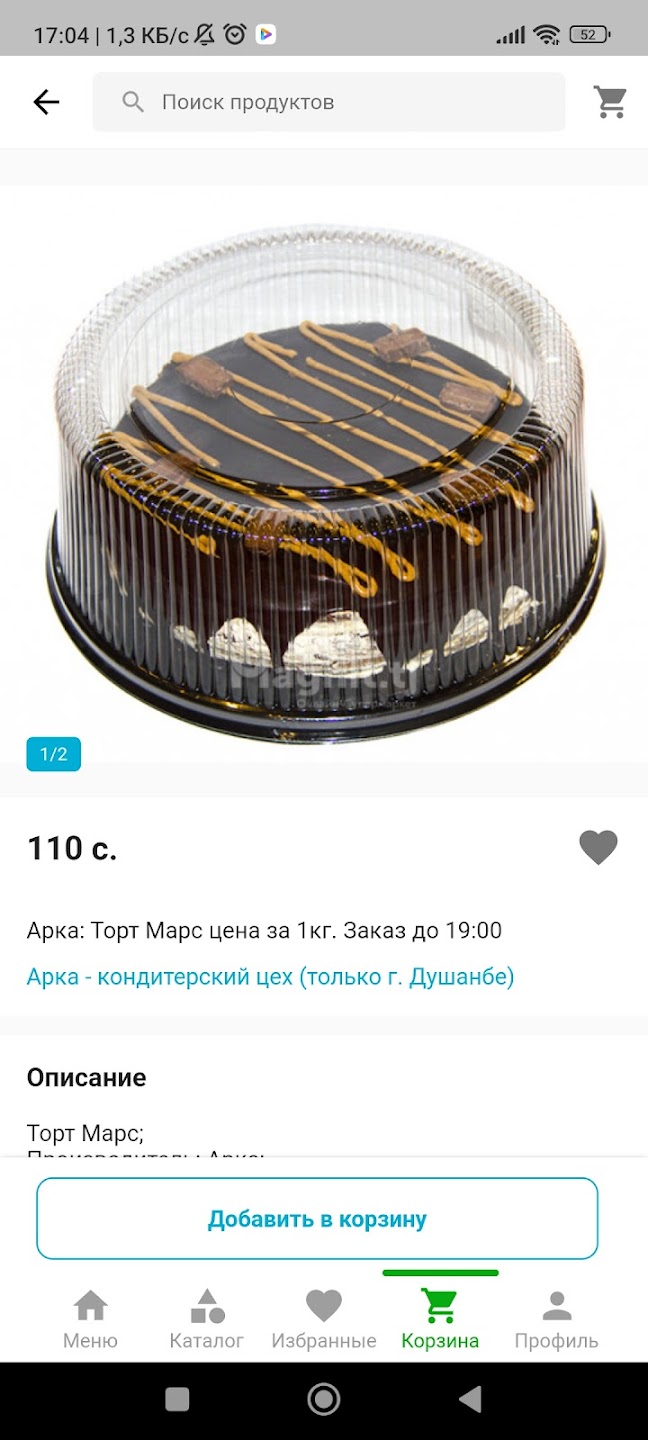 17:04 | 1,3 КБ/с
52
Поиск продуктов
Magnit.tj
1/2
110 с.
Арка: Торт Марс цена за 1кг. Заказ до 19:00
Арка - кондитерский цех (только г. Душанбе)
Описание
Торт Марс;
Производитель: Арка;
Добавить в корзину
Меню
Каталог
Избранные
Корзина
Профиль